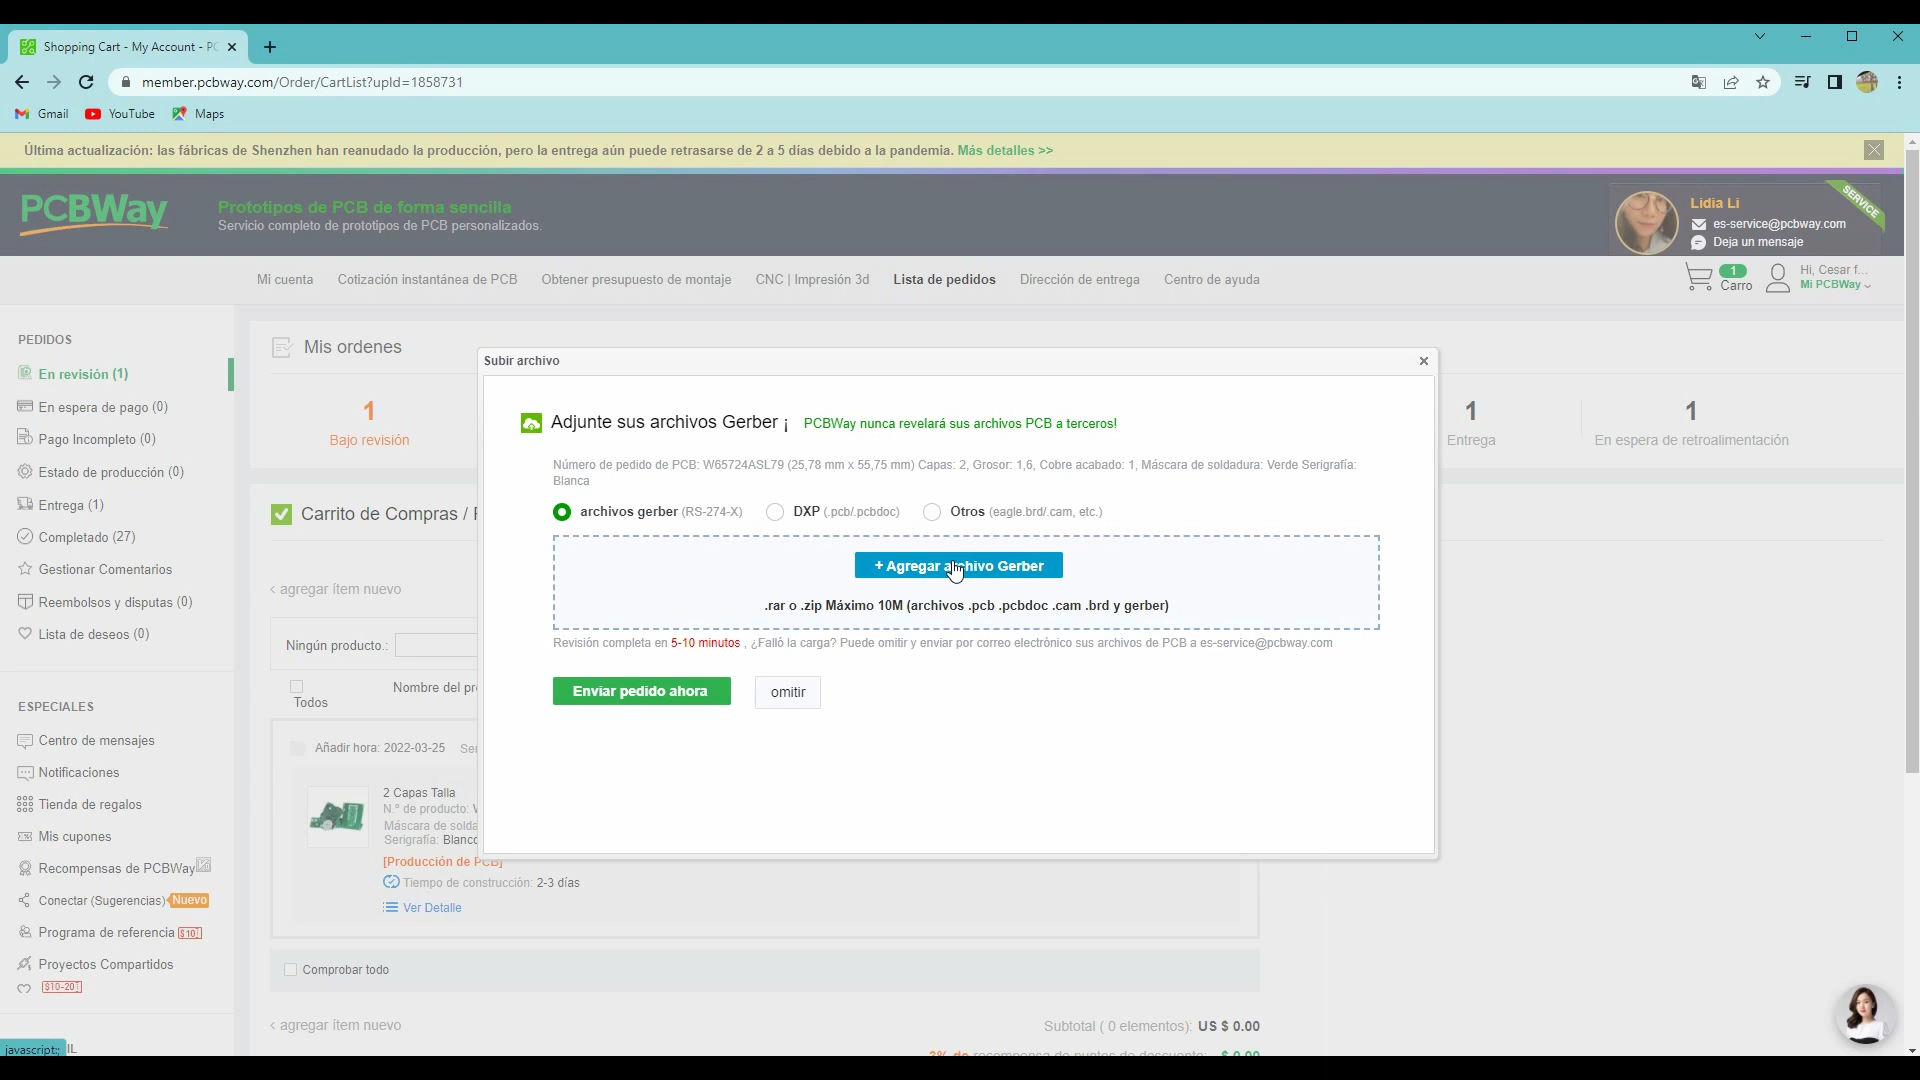 Shopping Cart - My Account - PC
member.pcbway.com/Order/CartList?upId=1858731
Gmail YouTube Maps
Última actualización: las fábricas de Shenzhen han reanudado la producción, pero la entrega aún puede retrasarse de 2 a 5 días debido a la pandemia. Más detalles >>
PCBWay
Prototipos de PCB de forma sencilla
Servicio completo de prototipos de PCB personalizados.
SERVICE
Lidia Li
es-service@pcbway.com
Deja un mensaje
Mi cuenta Cotización instantánea de PCB Obtener presupuesto de montaje CNC | Impresión 3d Lista de pedidos Dirección de entrega Centro de ayuda
1
Carro
Hi, Cesar f...
Mi PCBWay
PEDIDOS
En revisión (1)
En espera de pago (0)
Pago Incompleto (0)
Estado de producción (0)
Entrega (1)
Completado (27)
Gestionar Comentarios
Reembolsos y disputas (0)
Lista de deseos (0)
ESPECIALES
Centro de mensajes
Notificaciones
Tienda de regalos
Mis cupones
Recompensas de PCBWay
Conectar (Sugerencias) Nuevo
Programa de referencia $10
Proyectos Compartidos
$10-20
IL
javascript:;
Mis ordenes
1
Bajo revisión
1
Entrega
1
En espera de retroalimentación
Carrito de Compras /
< agregar ítem nuevo
Ningún producto.:
Todos
Nombre del pr
Añadir hora: 2022-03-25 Ser
2 Capas Talla
N.º de producto:
Máscara de solda
Serigrafía: Blanco
[Producción de PCB]
Tiempo de construcción: 2-3 días
Ver Detalle
Comprobar todo
< agregar ítem nuevo
Subtotal ( 0 elementos): US $ 0.00
3% de recompensa de puntos de descuento: - $ 0.00
Subir archivo
Adjunte sus archivos Gerber ¡ PCBWay nunca revelará sus archivos PCB a terceros!
Número de pedido de PCB: W65724ASL79 (25,78 mm x 55,75 mm) Capas: 2, Grosor: 1,6, Cobre acabado: 1, Máscara de soldadura: Verde Serigrafía:
Blanca
archivos gerber (RS-274-X) DXP (.pcb/.pcbdoc) Otros (eagle.brd/.cam, etc.)
+ Agregar archivo Gerber
.rar o .zip Máximo 10M (archivos .pcb .pcbdoc .cam .brd y gerber)
Revisión completa en 5-10 minutos , ¿Falló la carga? Puede omitir y enviar por correo electrónico sus archivos de PCB a es-service@pcbway.com
Enviar pedido ahora omitir